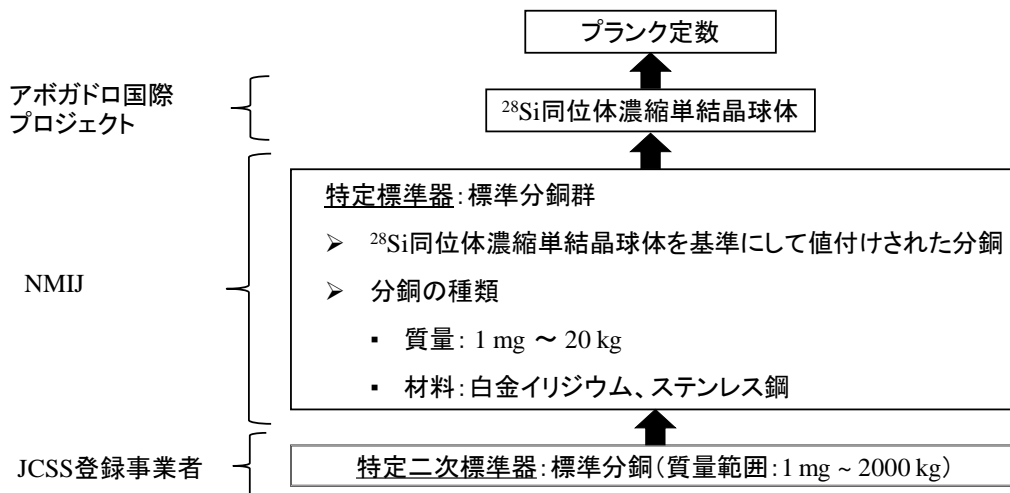 プランク定数
アボガドロ国際
プロジェクト
²⁸Si同位体濃縮単結晶球体
NMIJ
特定標準器：標準分銅群
➢ ²⁸Si同位体濃縮単結晶球体を基準にして値付けされた分銅
➢ 分銅の種類
▪ 質量：1 mg ～ 20 kg
▪ 材料：白金イリジウム、ステンレス鋼
JCSS登録事業者
特定二次標準器：標準分銅（質量範囲：1 mg ~ 2000 kg）